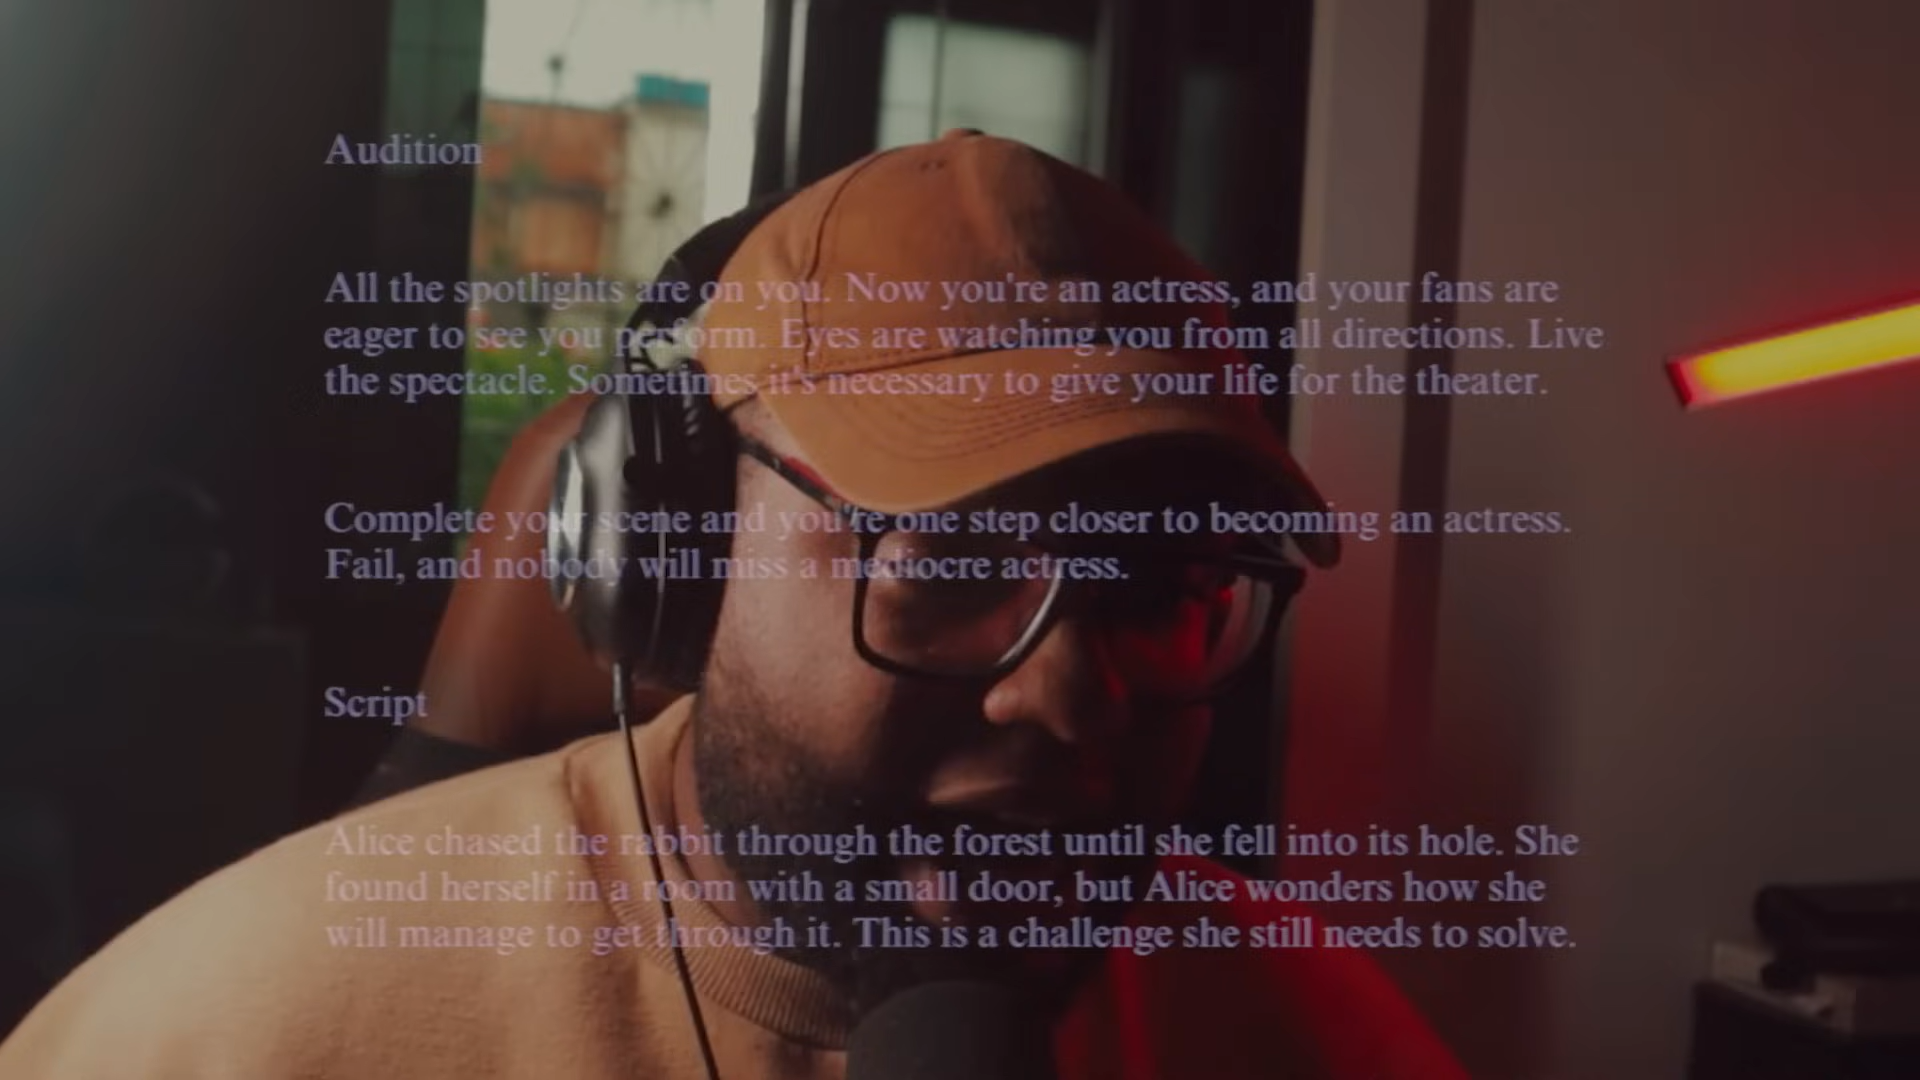 Audition
All the spotlights are on you. Now you're an actress, and your fans are
eager to see you perform. Eyes are watching you from all directions. Live
the spectacle. Sometimes it's necessary to give your life for the theater.
Complete your scene and you're one step closer to becoming an actress.
Fail, and nobody will miss a mediocre actress.
Script
Alice chased the rabbit through the forest until she fell into its hole. She
found herself in a room with a small door, but Alice wonders how she
will manage to get through it. This is a challenge she still needs to solve.